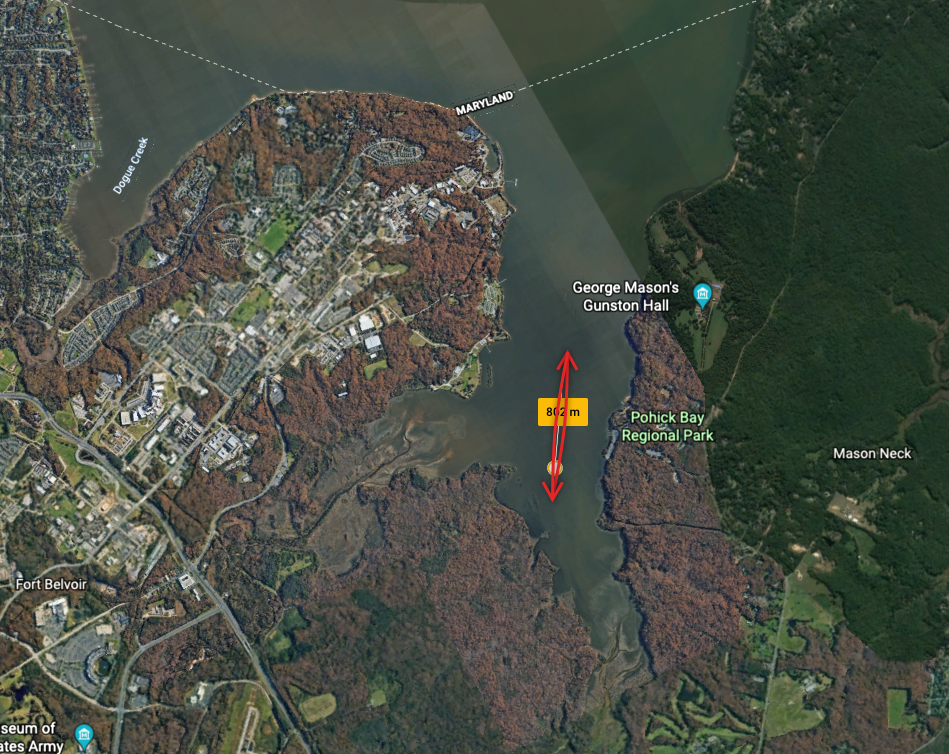 MARYLAND
Dogue Creek
George Mason's
Gunston Hall
802 m
Pohick Bay
Regional Park
Mason Neck
Fort Belvoir
seum of
ates Army